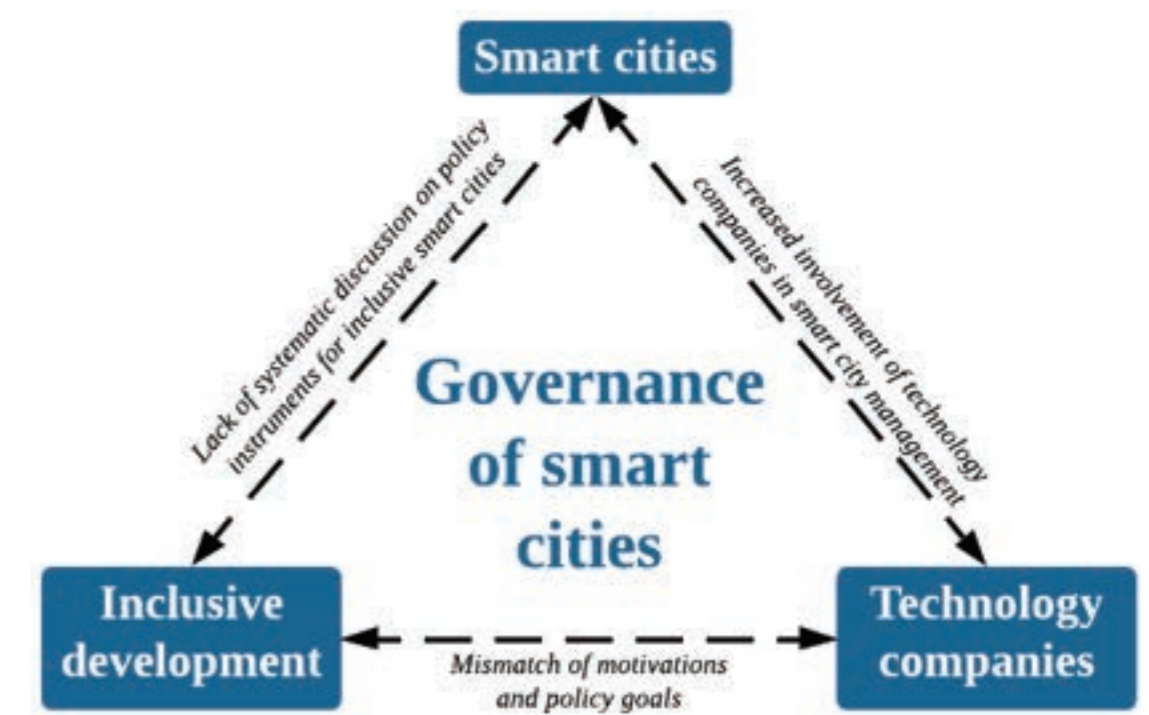 Smart cities
Lack of systematic discussion on policy
instruments for inclusive smart cities
Increased involvement of technology
companies in smart city management
Governance
of smart
cities
Inclusive
development
Mismatch of motivations
and policy goals
Technology
companies